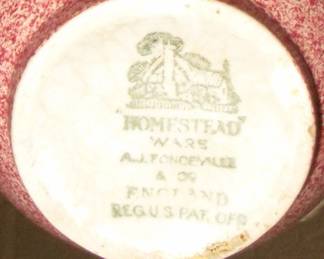 "HOMESTEAD"
WARE
A.J. FONDEVILLE
& CO
ENGLAND
REG. U.S. PAT. OFF.